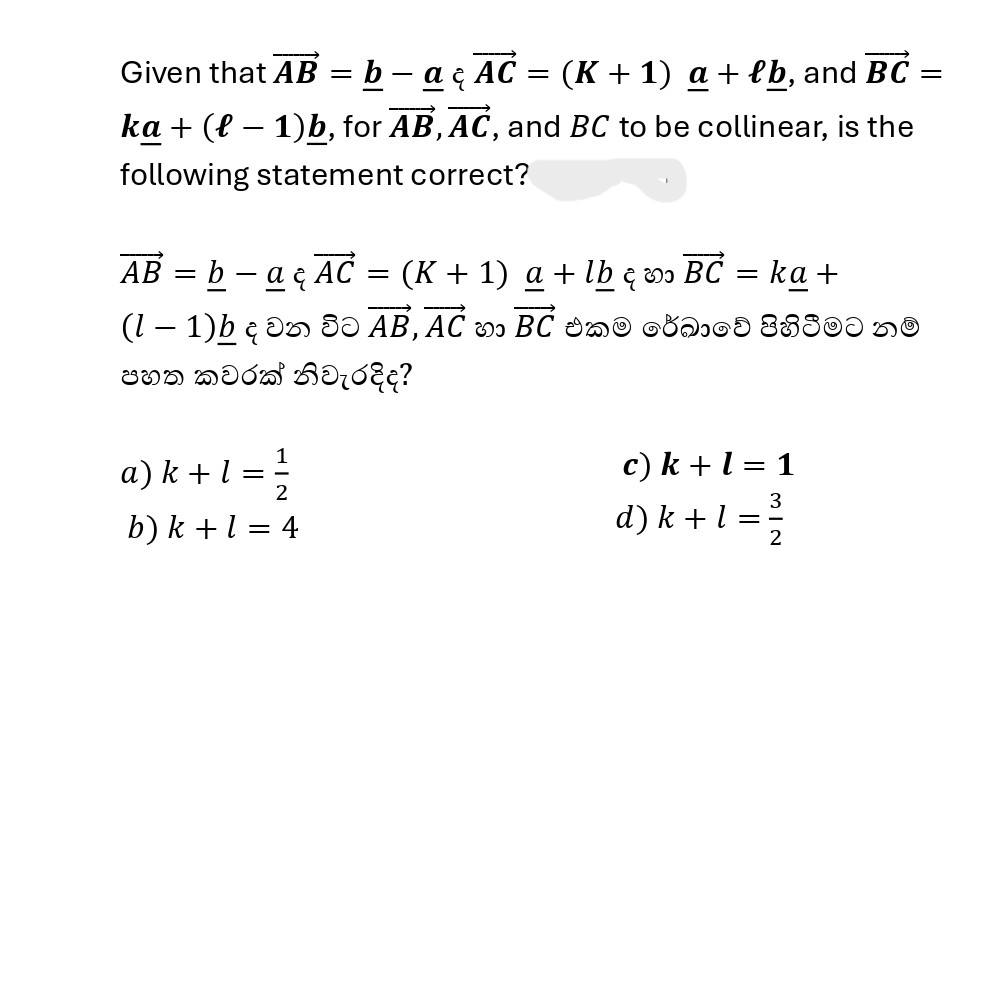 Given that $\overrightarrow{AB} = \underline{b} - \underline{a}$ ද $\overrightarrow{AC} = (K + 1)\ \underline{a} + \ell\underline{b}$, and $\overrightarrow{BC} =$
$k\underline{a} + (\ell - 1)\underline{b}$, for $\overrightarrow{AB}, \overrightarrow{AC}$, and $BC$ to be collinear, is the
following statement correct?
$\overrightarrow{AB} = \underline{b} - \underline{a}$ ද $\overrightarrow{AC} = (K + 1)\ \underline{a} + l\underline{b}$ ද හා $\overrightarrow{BC} = k\underline{a} +$
$(l - 1)\underline{b}$ ද වන විට $\overrightarrow{AB}, \overrightarrow{AC}$ හා $\overrightarrow{BC}$ එකම රේඛාවේ පිහිටීමට නම්
පහත කවරක් නිවැරදිද?
a) $k + l = \frac{1}{2}$
b) $k + l = 4$
c) $k + l = 1$
d) $k + l = \frac{3}{2}$